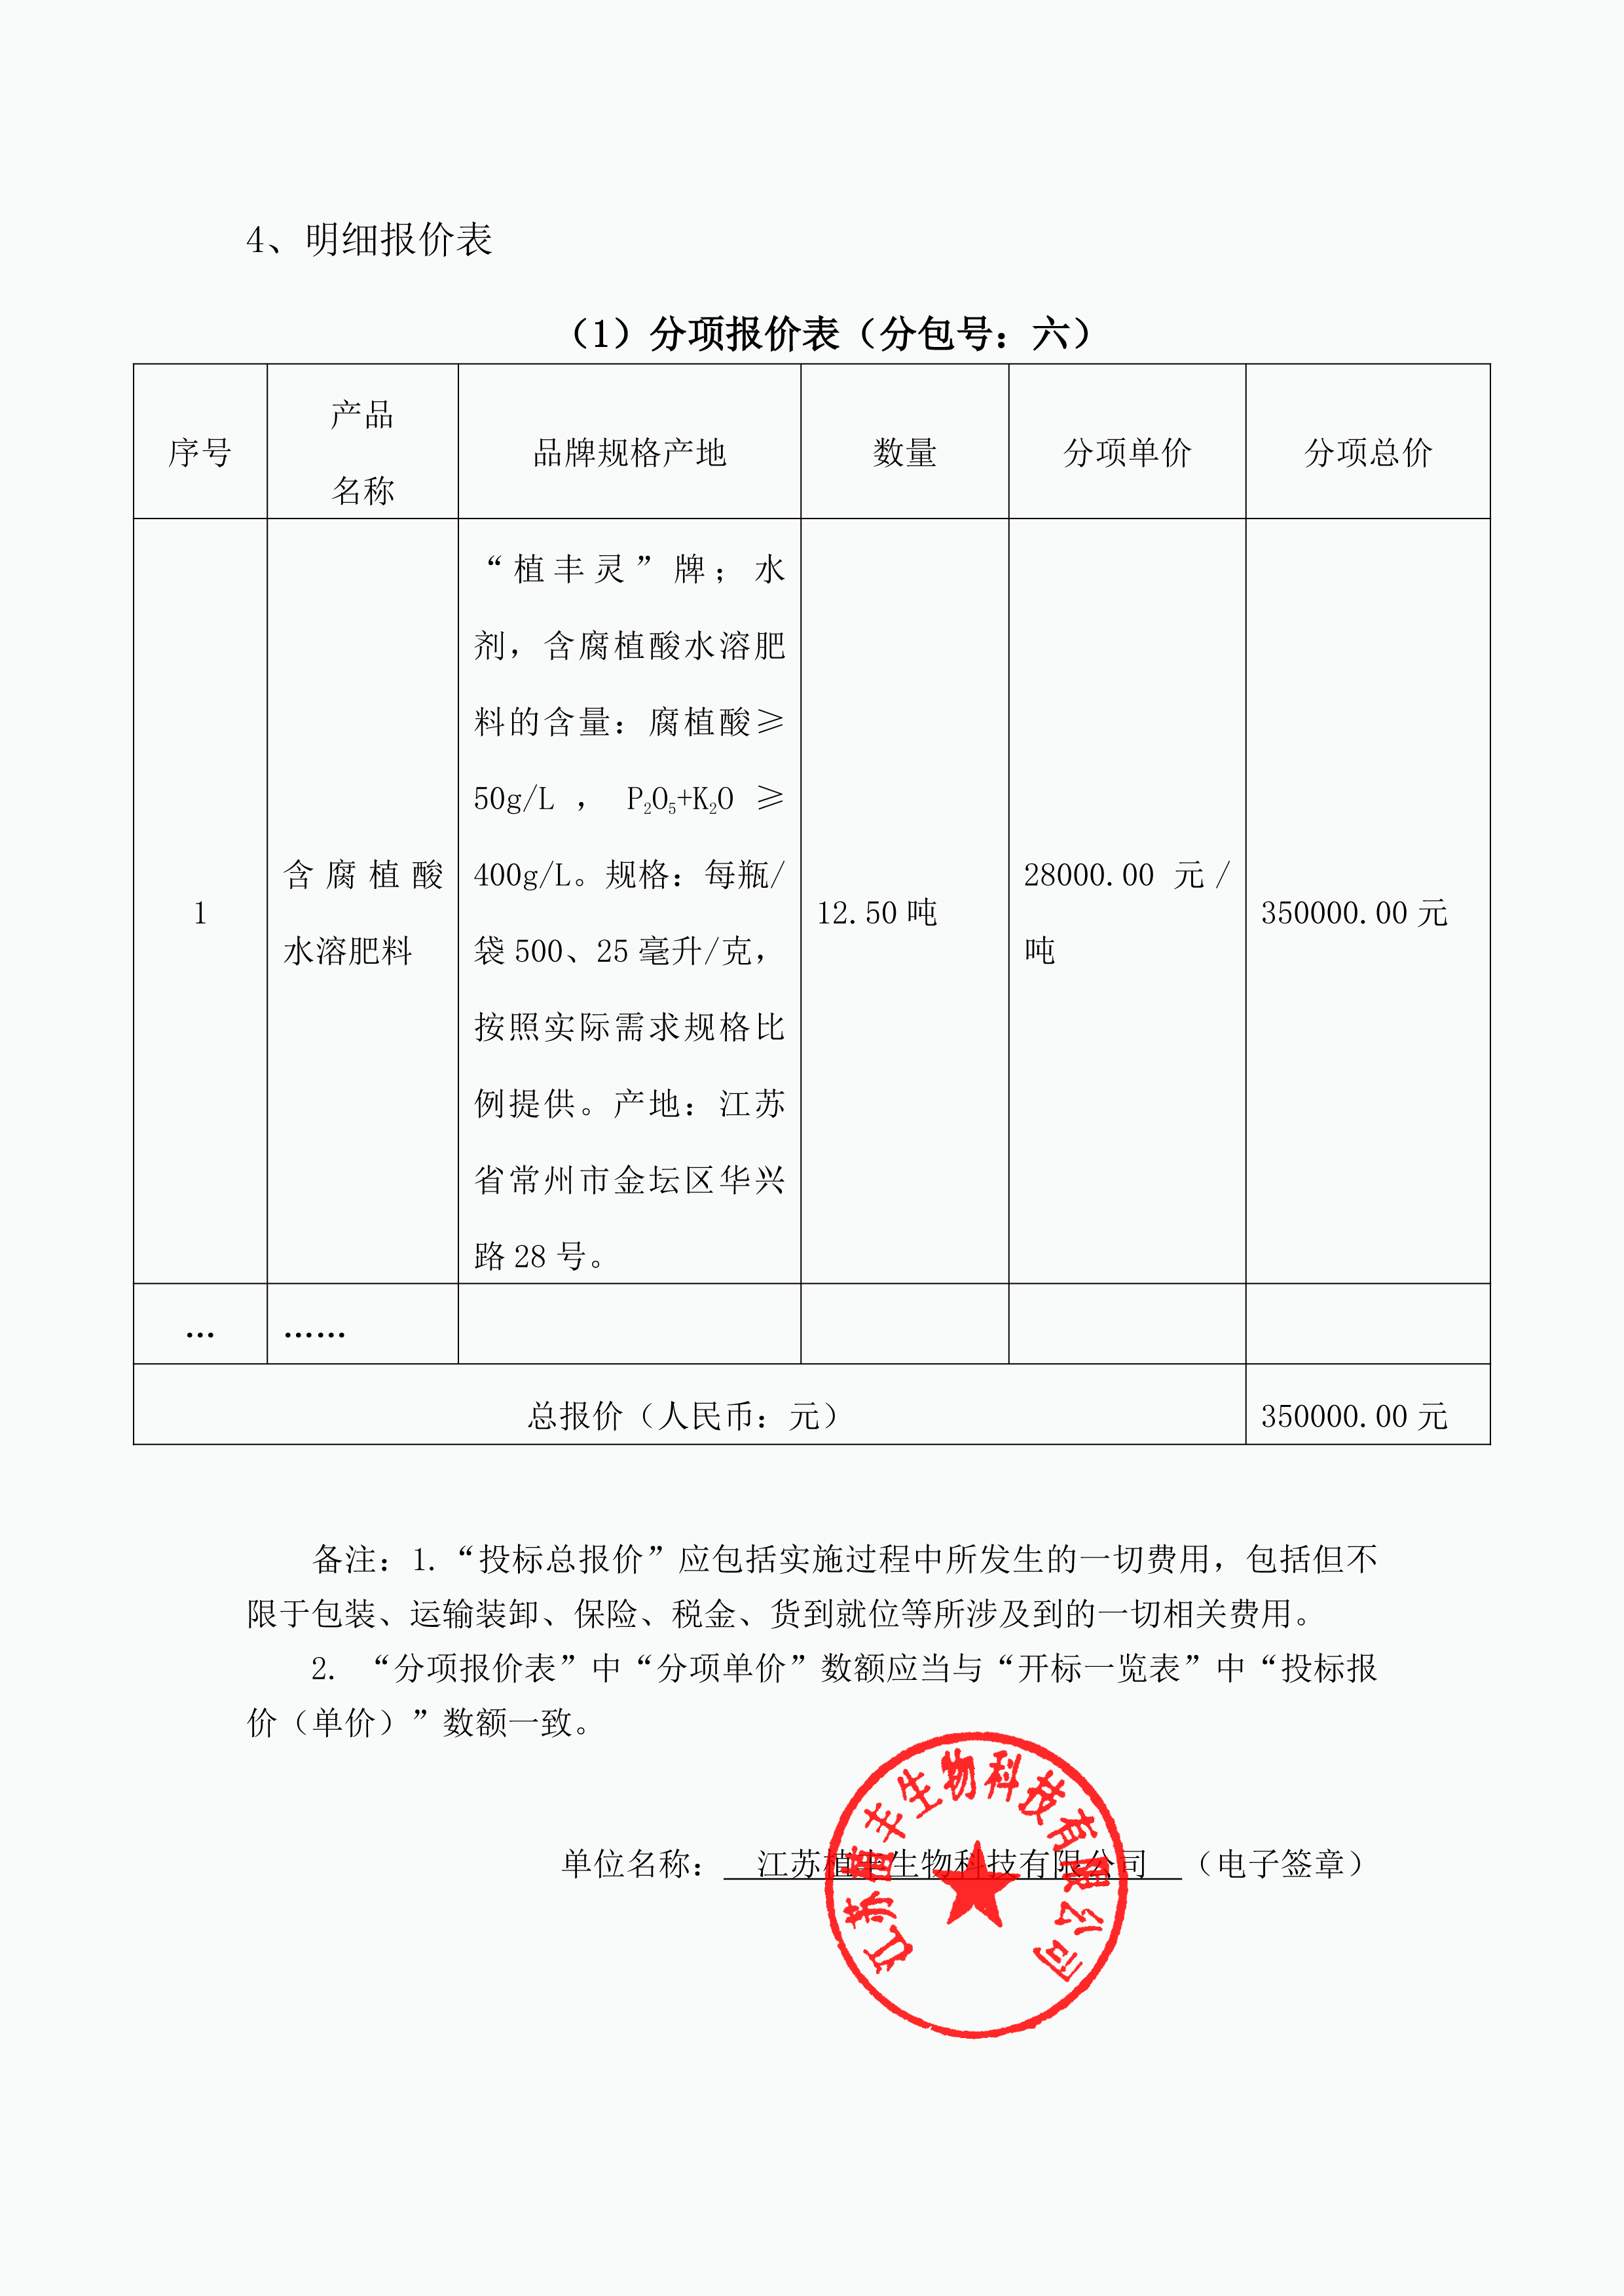 4、明细报价表
（1）分项报价表（分包号：六）
序号
产品
名称
品牌规格产地
数量
分项单价
分项总价
1
含腐植酸
水溶肥料
“植丰灵”牌；水
剂，含腐植酸水溶肥
料的含量：腐植酸≥
50g/L，P₂O₅+K₂O≥
400g/L。规格：每瓶/
袋500、25毫升/克，
按照实际需求规格比
例提供。产地：江苏
省常州市金坛区华兴
路28号。
12.50吨
28000.00元/
吨
350000.00元
…
……
总报价（人民币：元）
350000.00元
备注：1.“投标总报价”应包括实施过程中所发生的一切费用，包括但不
限于包装、运输装卸、保险、税金、货到就位等所涉及到的一切相关费用。
2. “分项报价表”中“分项单价”数额应当与“开标一览表”中“投标报
价（单价）”数额一致。
单位名称：江苏植丰生物科技有限公司（电子签章）
江苏植丰生物科技有限公司